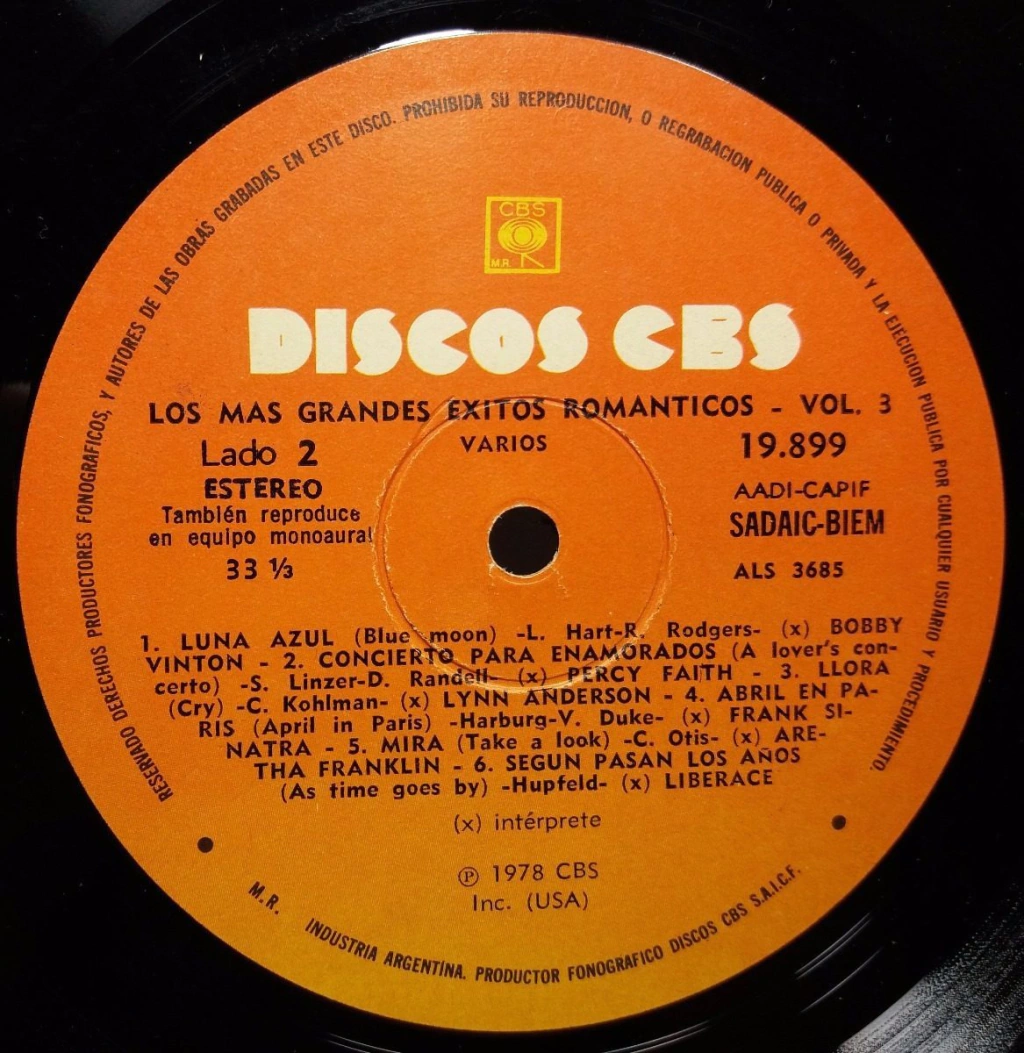 RESERVADO DERECHOS PRODUCTORES FONOGRAFICOS, Y AUTORES DE LAS OBRAS GRABADAS EN ESTE DISCO. PROHIBIDA SU REPRODUCCION, O REGRABACION PUBLICA O PRIVADA Y LA EJECUCION PUBLICA POR CUALQUIER USUARIO Y PROCEDIMIENTO.
CBS
M.R.
DISCOS CBS
LOS MAS GRANDES EXITOS ROMANTICOS - VOL. 3
VARIOS
Lado 2
ESTEREO
También reproduce
en equipo monoaural
33 ⅓
19.899
AADI-CAPIF
SADAIC-BIEM
ALS 3685
1. LUNA AZUL (Blue moon) -L. Hart-R. Rodgers- (x) BOBBY
VINTON - 2. CONCIERTO PARA ENAMORADOS (A lover's con-
certo) -S. Linzer-D. Randell- (x) PERCY FAITH - 3. LLORA
(Cry) -C. Kohlman- (x) LYNN ANDERSON - 4. ABRIL EN PA-
RIS (April in Paris) -Harburg-V. Duke- (x) FRANK SI-
NATRA - 5. MIRA (Take a look) -C. Otis- (x) ARE-
THA FRANKLIN - 6. SEGUN PASAN LOS AÑOS
(As time goes by) -Hupfeld- (x) LIBERACE
(x) intérprete
℗ 1978 CBS
Inc. (USA)
M.R.
INDUSTRIA ARGENTINA. PRODUCTOR FONOGRAFICO DISCOS CBS S.A.I.C.F.